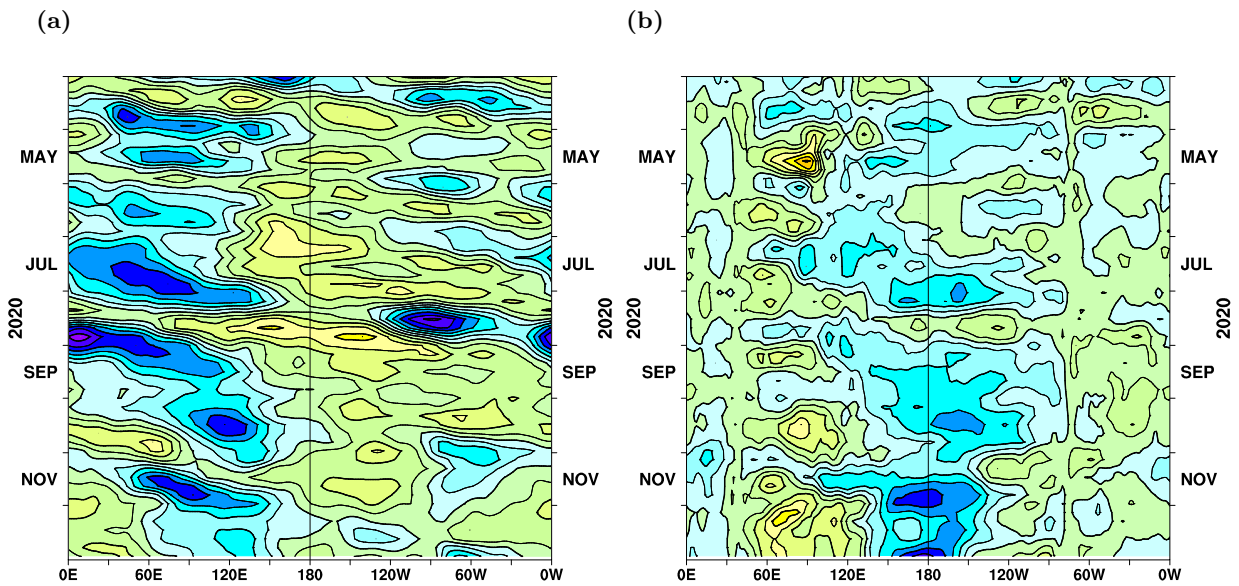 (a) (b)
MAY MAY MAY MAY
JUL JUL JUL JUL
2020 2020 2020 2020
SEP SEP SEP SEP
NOV NOV NOV NOV
0E 60E 120E 180 120W 60W 0W 0E 60E 120E 180 120W 60W 0W